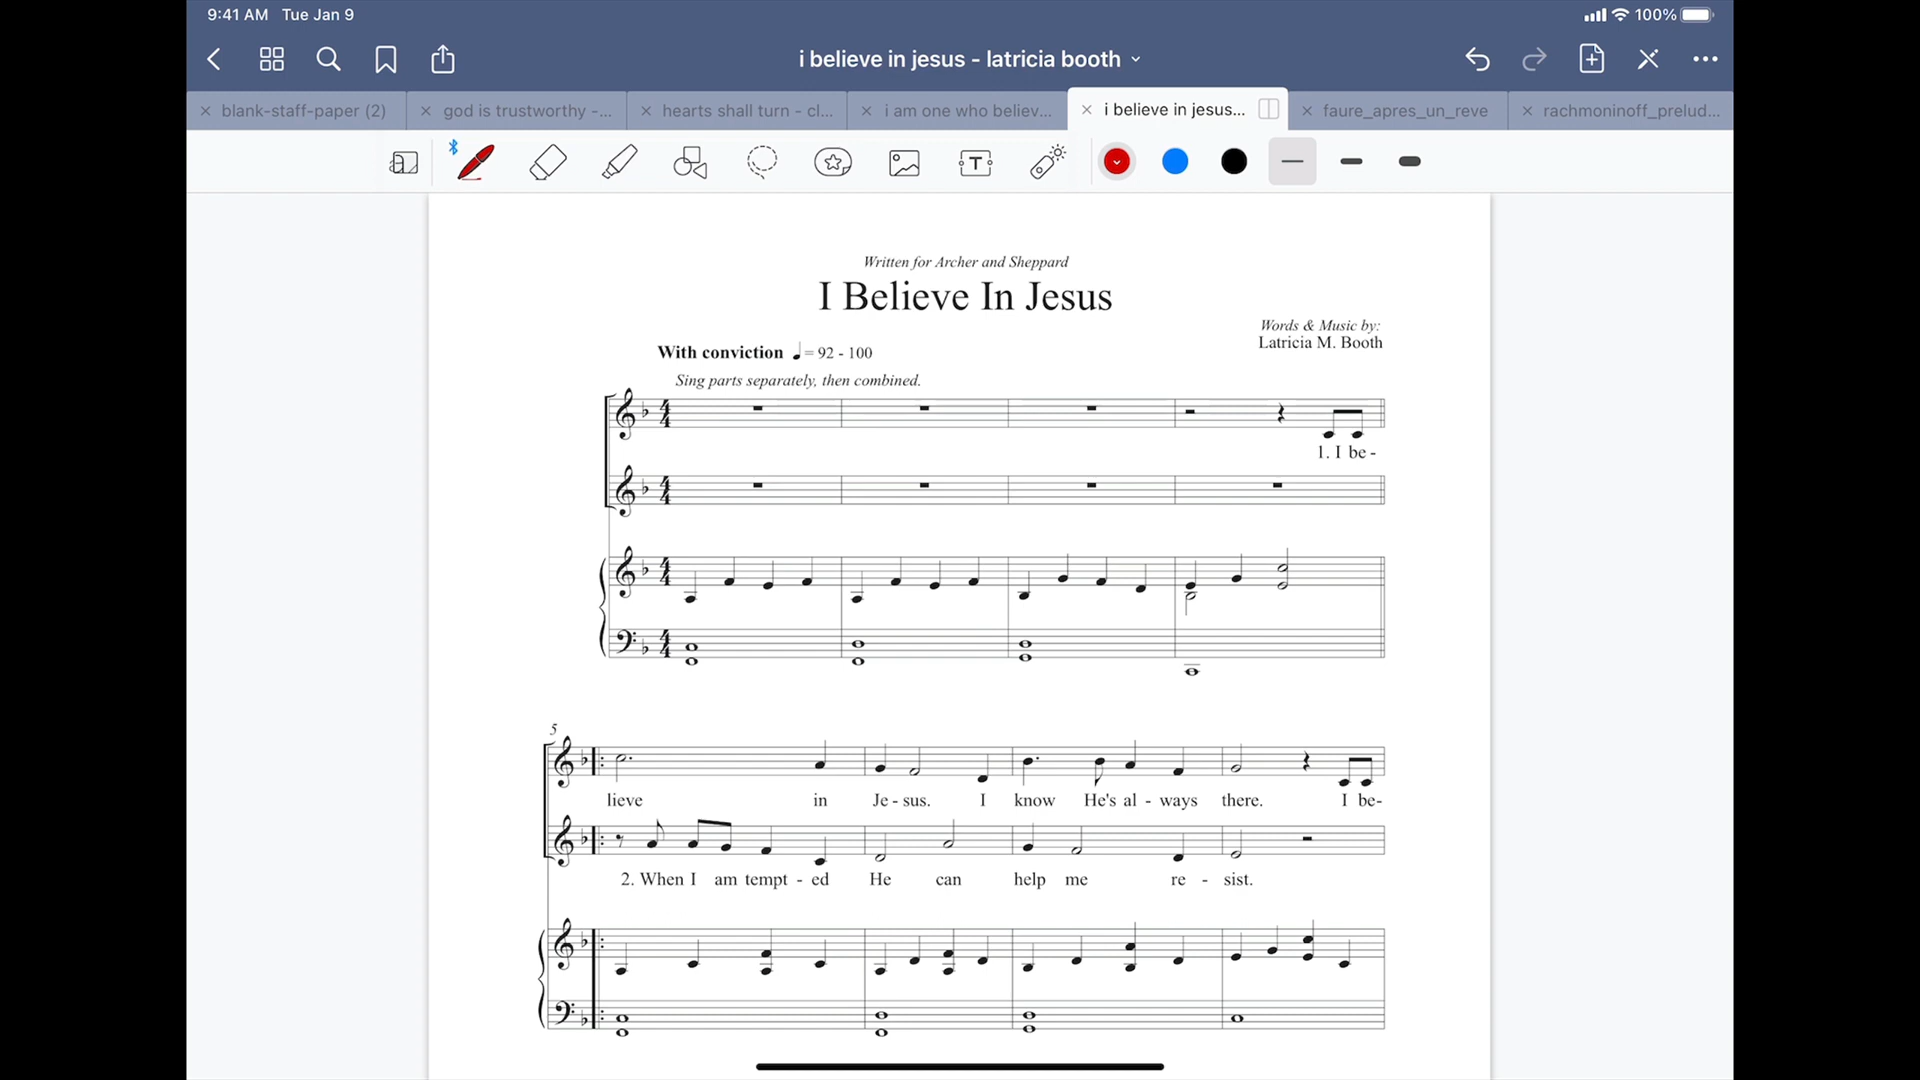 9:41 AM Tue Jan 9 100%
i believe in jesus - latricia booth
blank-staff-paper (2) god is trustworthy -... hearts shall turn - cl... i am one who believ... i believe in jesus... faure_apres_un_reve rachmoninoff_prelud...
Written for Archer and Sheppard
I Believe In Jesus
Words & Music by:
Latricia M. Booth
With conviction ♩ = 92 - 100
Sing parts separately, then combined.
1. I be -
5
lieve in Je - sus. I know He's al - ways there. I be-
2. When I am tempt - ed He can help me re - sist.